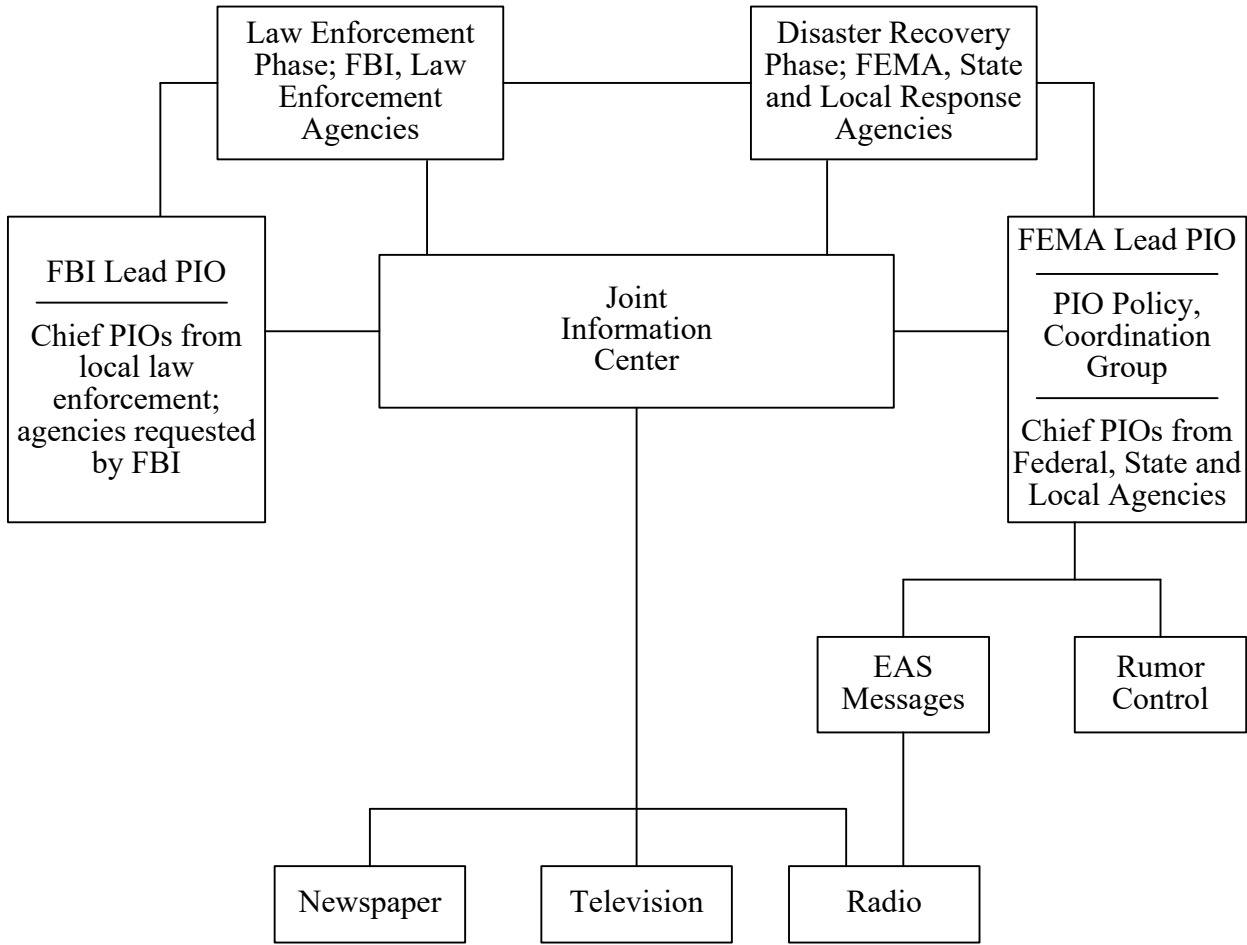 Law Enforcement
Phase; FBI, Law
Enforcement
Agencies
Disaster Recovery
Phase; FEMA, State
and Local Response
Agencies
FBI Lead PIO
Chief PIOs from
local law
enforcement;
agencies requested
by FBI
Joint
Information
Center
FEMA Lead PIO
PIO Policy,
Coordination
Group
Chief PIOs from
Federal, State and
Local Agencies
EAS
Messages
Rumor
Control
Newspaper
Television
Radio